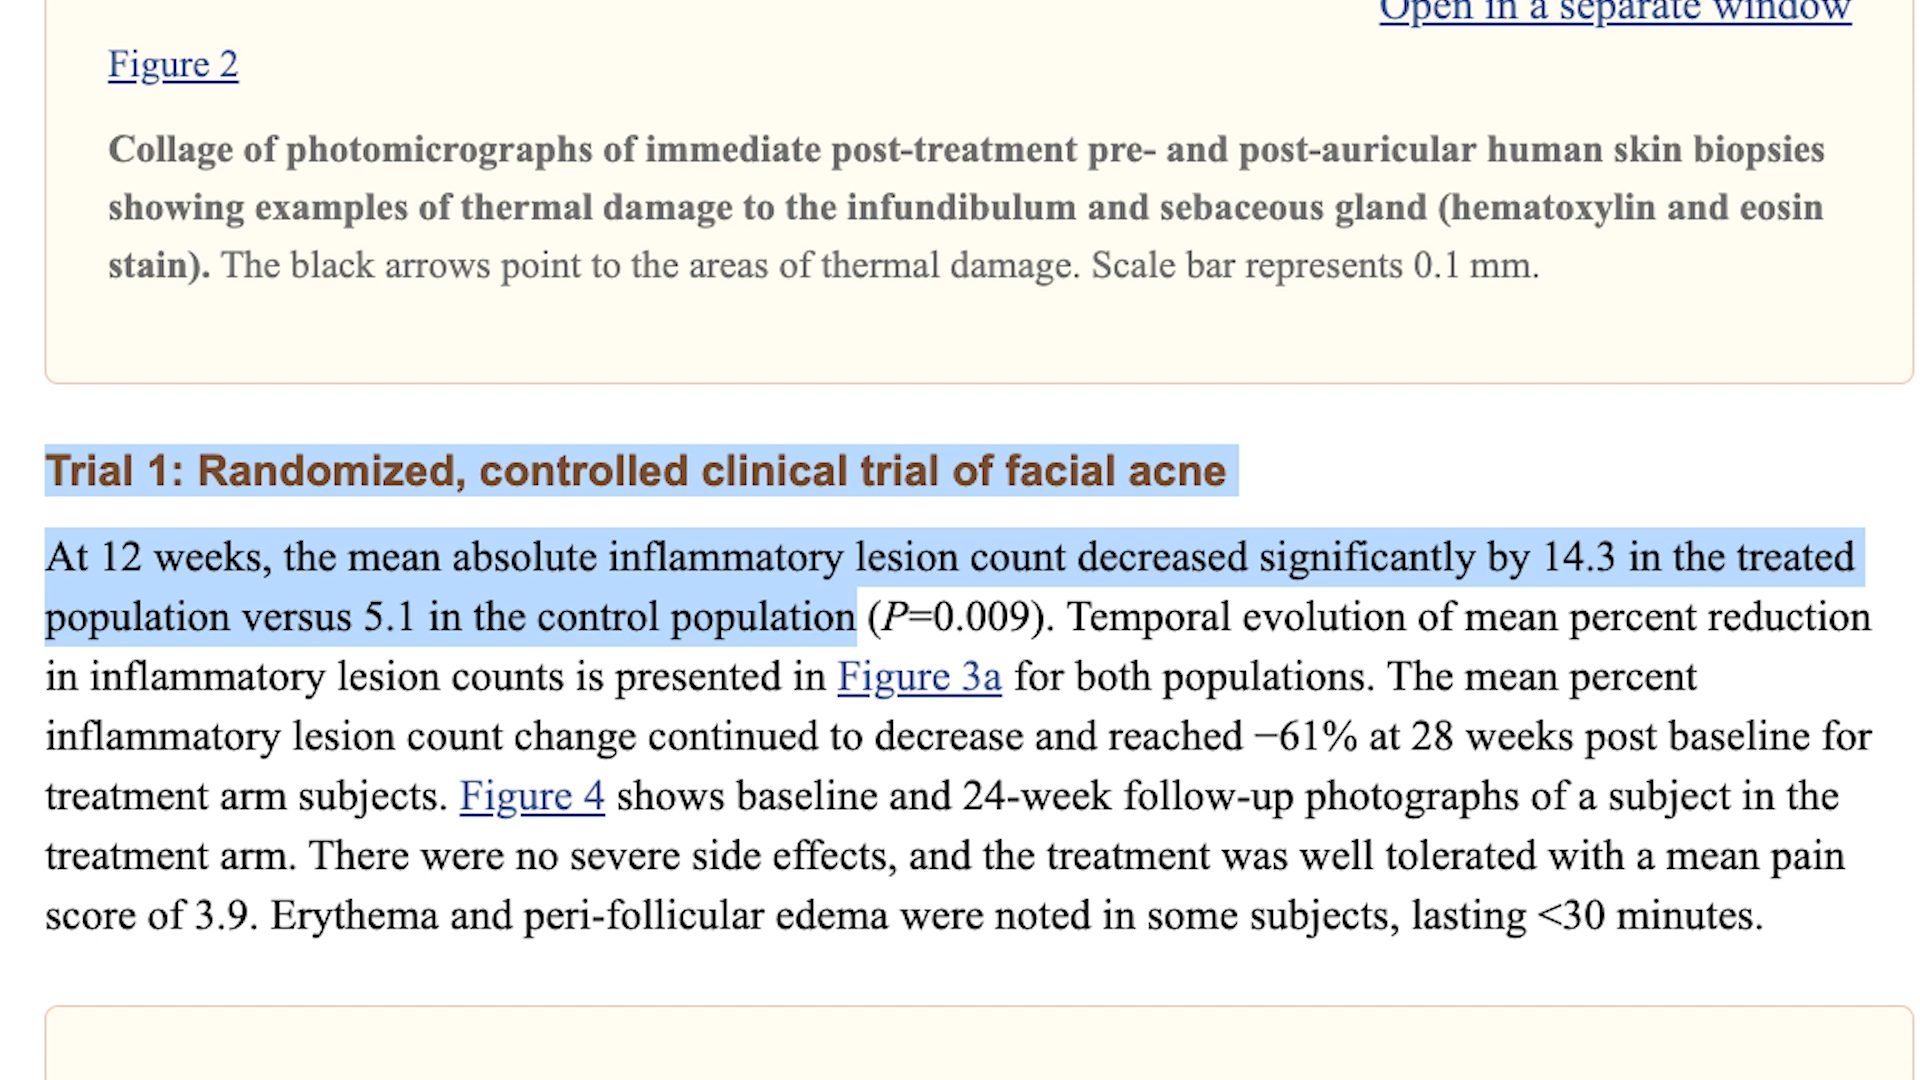 Open in a separate window
Figure 2
Collage of photomicrographs of immediate post-treatment pre- and post-auricular human skin biopsies
showing examples of thermal damage to the infundibulum and sebaceous gland (hematoxylin and eosin
stain). The black arrows point to the areas of thermal damage. Scale bar represents 0.1 mm.
Trial 1: Randomized, controlled clinical trial of facial acne
At 12 weeks, the mean absolute inflammatory lesion count decreased significantly by 14.3 in the treated
population versus 5.1 in the control population (P=0.009). Temporal evolution of mean percent reduction
in inflammatory lesion counts is presented in Figure 3a for both populations. The mean percent
inflammatory lesion count change continued to decrease and reached −61% at 28 weeks post baseline for
treatment arm subjects. Figure 4 shows baseline and 24-week follow-up photographs of a subject in the
treatment arm. There were no severe side effects, and the treatment was well tolerated with a mean pain
score of 3.9. Erythema and peri-follicular edema were noted in some subjects, lasting <30 minutes.